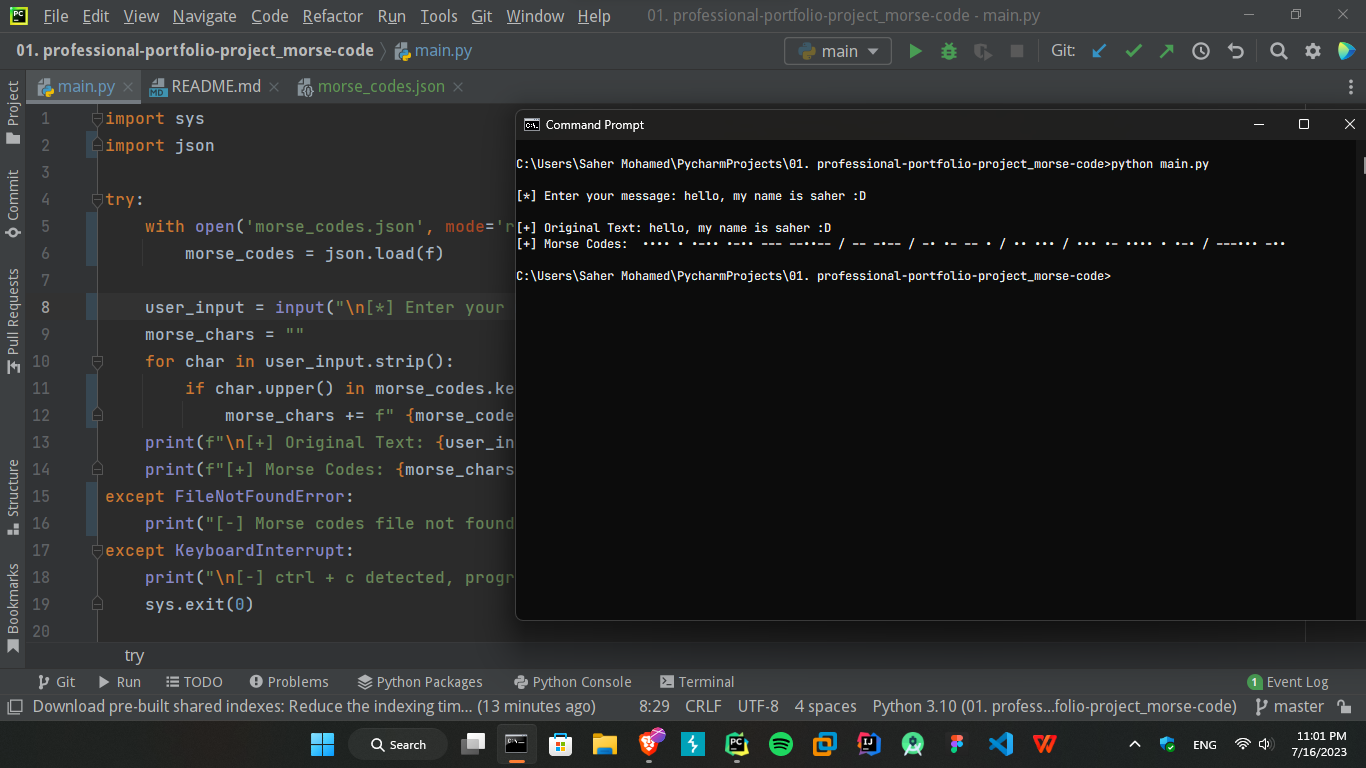 File Edit View Navigate Code Refactor Run Tools Git Window Help 01. professional-portfolio-project_morse-code - main.py
01. professional-portfolio-project_morse-code main.py main Git:
main.py README.md morse_codes.json
Project
Commit
Pull Requests
Structure
Bookmarks
1 import sys
2 import json
3
4 try:
5 with open('morse_codes.json', mode='r
6 morse_codes = json.load(f)
7
8 user_input = input("\n[*] Enter your
9 morse_chars = ""
10 for char in user_input.strip():
11 if char.upper() in morse_codes.ke
12 morse_chars += f" {morse_code
13 print(f"\n[+] Original Text: {user_in
14 print(f"[+] Morse Codes: {morse_chars
15 except FileNotFoundError:
16 print("[-] Morse codes file not found
17 except KeyboardInterrupt:
18 print("\n[-] ctrl + c detected, progr
19 sys.exit(0)
20
Command Prompt
C:\Users\Saher Mohamed\PycharmProjects\01. professional-portfolio-project_morse-code>python main.py
[*] Enter your message: hello, my name is saher :D
[+] Original Text: hello, my name is saher :D
[+] Morse Codes: •••• • •-•• •-•• --- --••-- / -- -•-- / -• •- -- • / •• ••• / ••• •- •••• • •-• / ---••• -••
C:\Users\Saher Mohamed\PycharmProjects\01. professional-portfolio-project_morse-code>
try
Git Run TODO Problems Python Packages Python Console Terminal 1 Event Log
Download pre-built shared indexes: Reduce the indexing tim... (13 minutes ago) 8:29 CRLF UTF-8 4 spaces Python 3.10 (01. profess...folio-project_morse-code) master
Search ENG 11:01 PM
7/16/2023